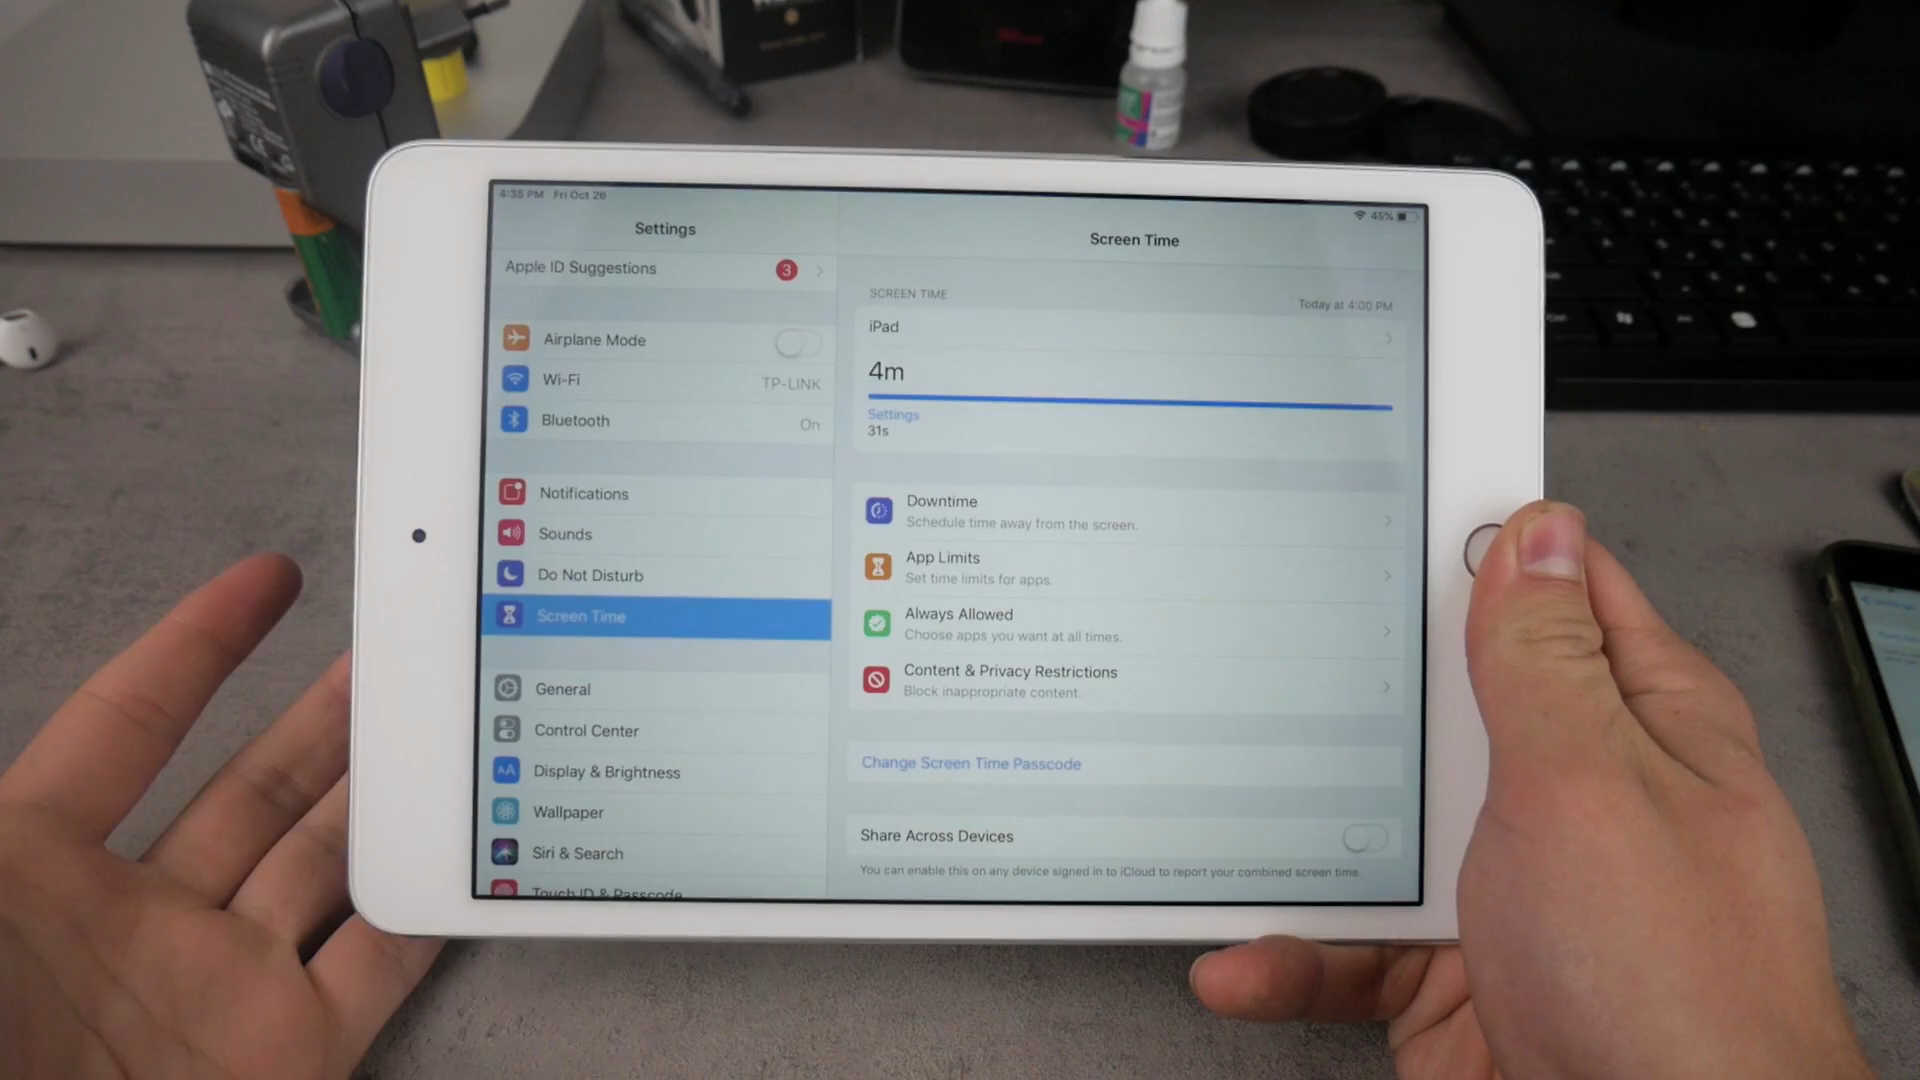 4:35 PM Fri Oct 26
45%
Settings
Apple ID Suggestions 3
Airplane Mode
Wi-Fi TP-LINK
Bluetooth On
Notifications
Sounds
Do Not Disturb
Screen Time
General
Control Center
AA Display & Brightness
Wallpaper
Siri & Search
Touch ID & Passcode
Screen Time
SCREEN TIME Today at 4:00 PM
iPad
4m
Settings
31s
Downtime
Schedule time away from the screen.
App Limits
Set time limits for apps.
Always Allowed
Choose apps you want at all times.
Content & Privacy Restrictions
Block inappropriate content.
Change Screen Time Passcode
Share Across Devices
You can enable this on any device signed in to iCloud to report your combined screen time.